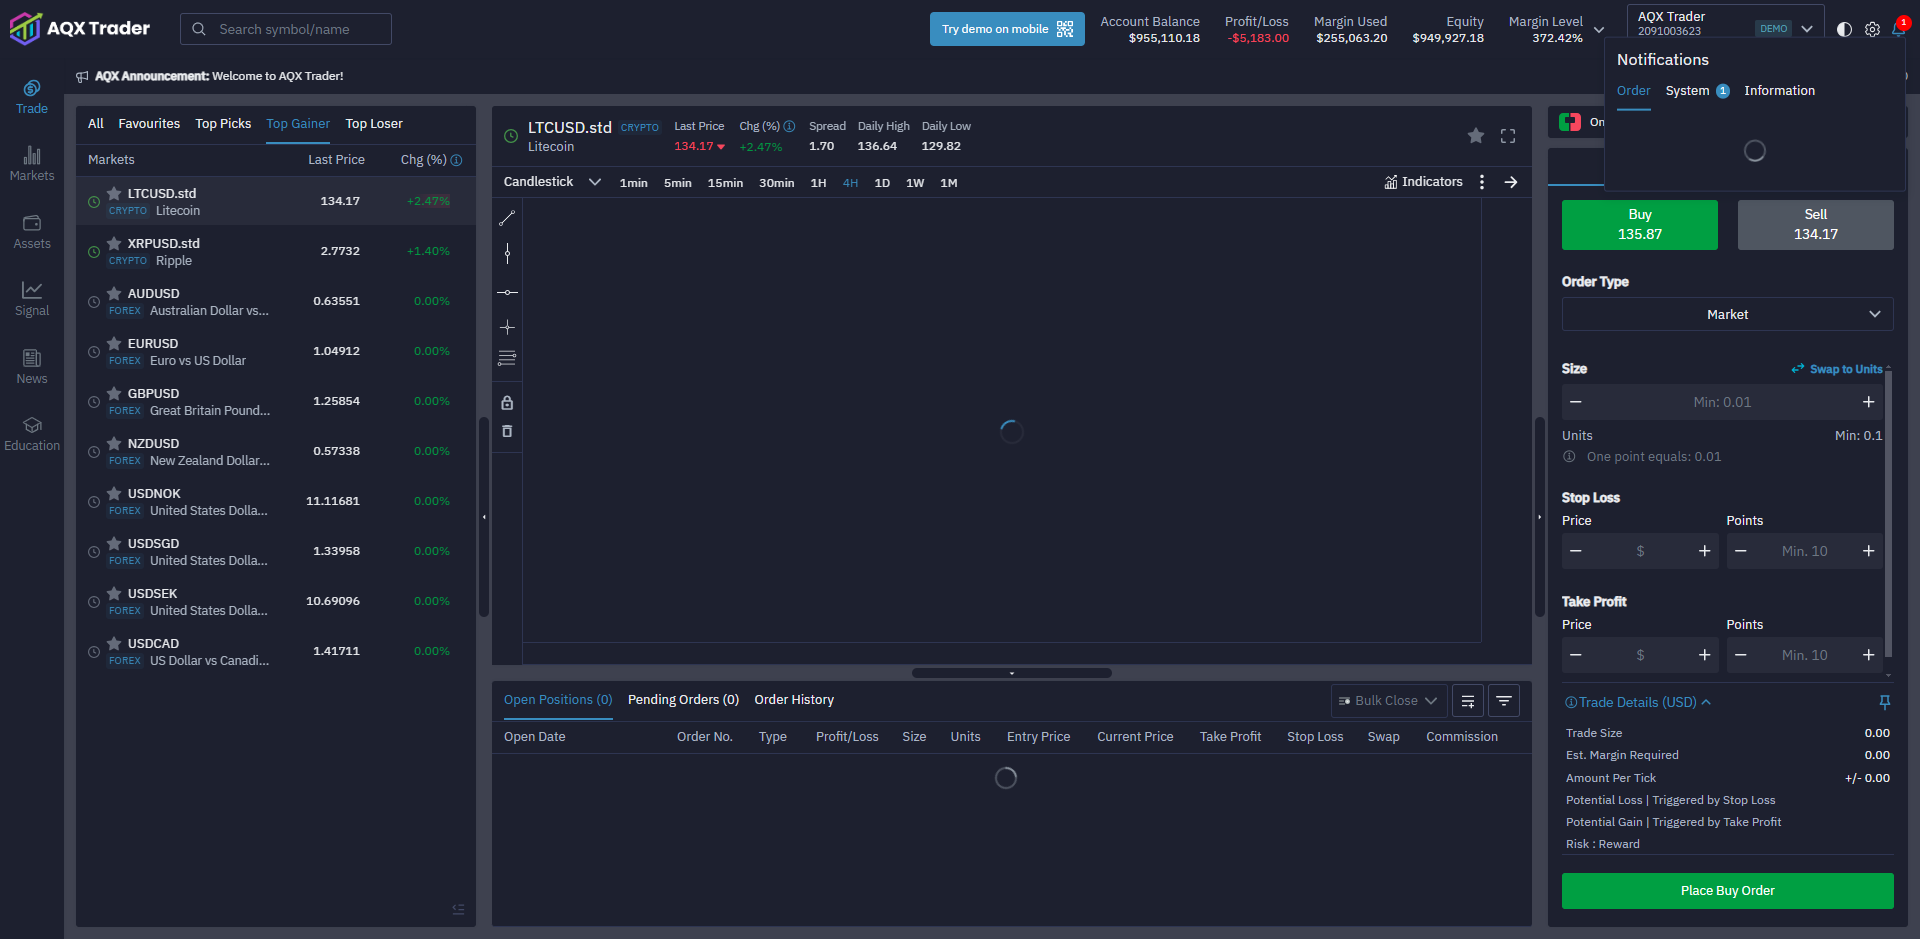 AQX Trader
Search symbol/name
Try demo on mobile
Account Balance
$955,110.18
Profit/Loss
-$5,183.00
Margin Used
$255,063.20
Equity
$949,927.18
Margin Level
372.42%
AQX Trader
2091003623
DEMO
1
AQX Announcement: Welcome to AQX Trader!
Notifications
Order System 1 Information
Trade
Markets
Assets
Signal
News
Education
All Favourites Top Picks Top Gainer Top Loser
Markets Last Price Chg (%)
LTCUSD.std
CRYPTO Litecoin
134.17 +2.47%
XRPUSD.std
CRYPTO Ripple
2.7732 +1.40%
AUDUSD
FOREX Australian Dollar vs...
0.63551 0.00%
EURUSD
FOREX Euro vs US Dollar
1.04912 0.00%
GBPUSD
FOREX Great Britain Pound...
1.25854 0.00%
NZDUSD
FOREX New Zealand Dollar...
0.57338 0.00%
USDNOK
FOREX United States Dolla...
11.11681 0.00%
USDSGD
FOREX United States Dolla...
1.33958 0.00%
USDSEK
FOREX United States Dolla...
10.69096 0.00%
USDCAD
FOREX US Dollar vs Canadi...
1.41711 0.00%
LTCUSD.std CRYPTO
Litecoin
Last Price Chg (%) Spread Daily High Daily Low
134.17 +2.47% 1.70 136.64 129.82
Candlestick 1min 5min 15min 30min 1H 4H 1D 1W 1M
Indicators
Open Positions (0) Pending Orders (0) Order History
Bulk Close
Open Date Order No. Type Profit/Loss Size Units Entry Price Current Price Take Profit Stop Loss Swap Commission
Buy
135.87
Sell
134.17
Order Type
Market
Size
Swap to Units
Min: 0.01
Units Min: 0.1
One point equals: 0.01
Stop Loss
Price Points
$ Min. 10
Take Profit
Price Points
$ Min. 10
Trade Details (USD)
Trade Size 0.00
Est. Margin Required 0.00
Amount Per Tick +/- 0.00
Potential Loss | Triggered by Stop Loss
Potential Gain | Triggered by Take Profit
Risk : Reward
Place Buy Order